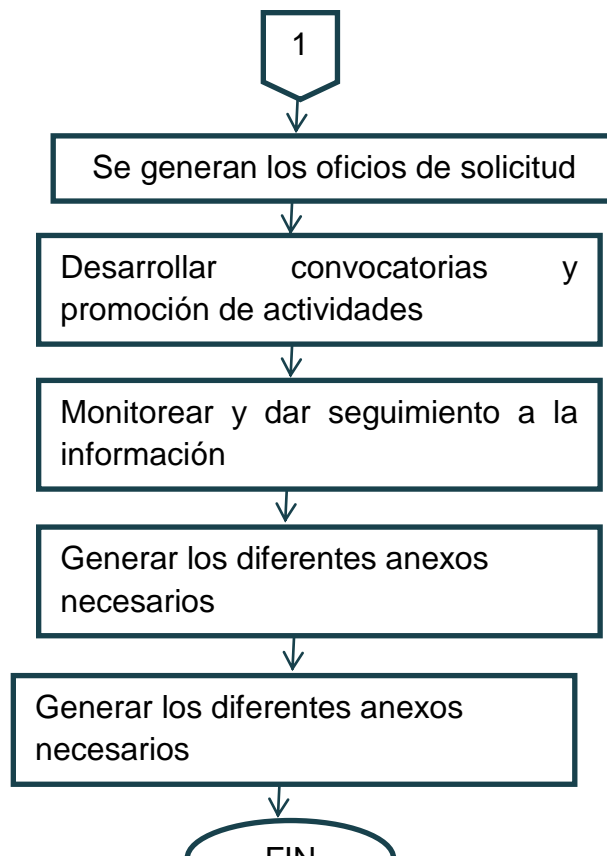 1
Se generan los oficios de solicitud
Desarrollar convocatorias y
promoción de actividades
Monitorear y dar seguimiento a la
información
Generar los diferentes anexos
necesarios
Generar los diferentes anexos
necesarios
FIN